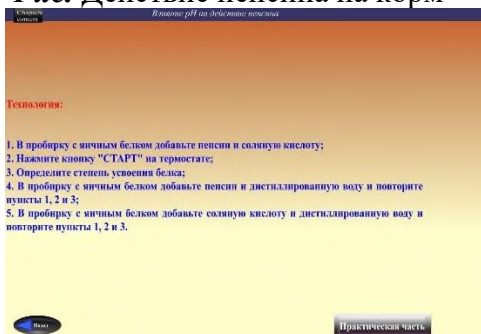 Рис. Действие пепсина на корм
Влияние рН на действие пепсина
Технология:
1. В пробирку с яичным белком добавьте пепсин и соляную кислоту;
2. Нажмите кнопку "СТАРТ" на термостате;
3. Определите степень усвоения белка;
4. В пробирку с яичным белком добавьте пепсин и дистиллированную воду и повторите
пункты 1, 2 и 3;
5. В пробирку с яичным белком добавьте соляную кислоту и дистиллированную воду и
повторите пункты 1, 2 и 3.
Назад
Практическая часть